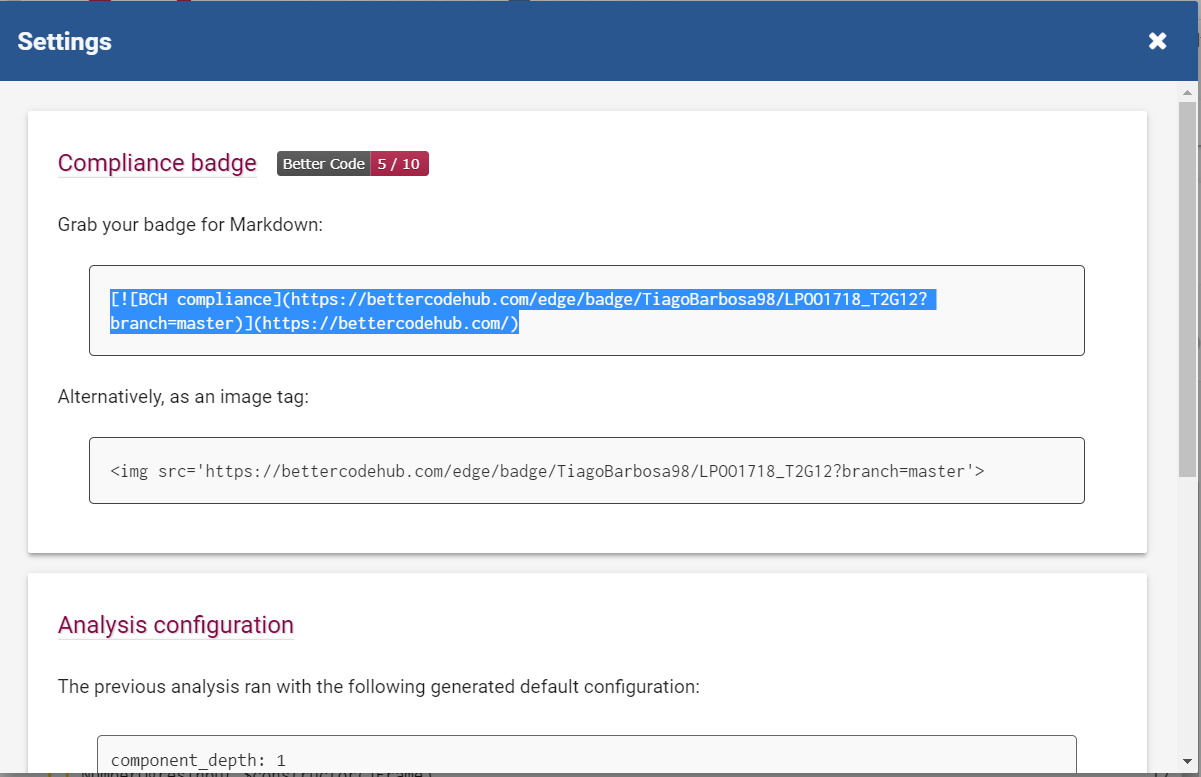 Settings
Compliance badge Better Code 5 / 10
Grab your badge for Markdown:
[![BCH compliance](https://bettercodehub.com/edge/badge/TiagoBarbosa98/LPOO1718_T2G12?
branch=master)](https://bettercodehub.com/)
Alternatively, as an image tag:
<img src='https://bettercodehub.com/edge/badge/TiagoBarbosa98/LPOO1718_T2G12?branch=master'>
Analysis configuration
The previous analysis ran with the following generated default configuration:
component_depth: 1